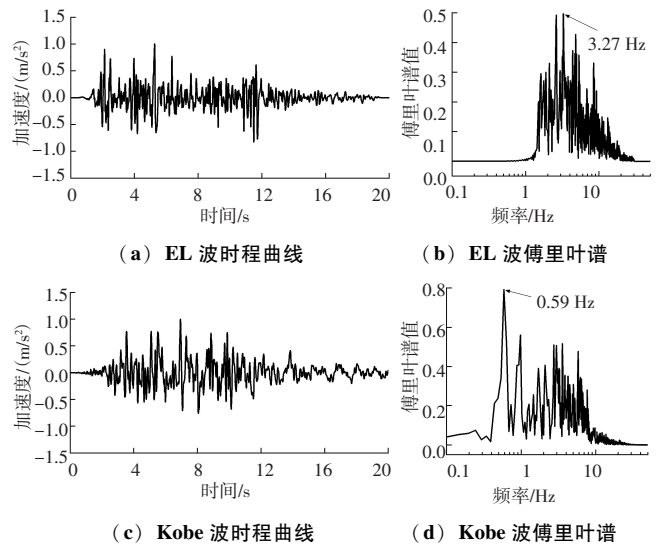 加速度/(m/s²)
1.5
1.0
0.5
0.0
−0.5
−1.0
−1.5
0 4 8 12 16 20
时间/s
(a) EL 波时程曲线
傅里叶谱值
0.5
0.4
0.3
0.2
0.1
0.0
3.27 Hz
0.1 1 10
频率/Hz
(b) EL 波傅里叶谱
加速度/(m/s²)
1.5
1.0
0.5
0.0
−0.5
−1.0
−1.5
0 4 8 12 16 20
时间/s
(c) Kobe 波时程曲线
傅里叶谱值
0.8
0.6
0.4
0.2
0.0
0.59 Hz
0.1 1 10
频率/Hz
(d) Kobe 波傅里叶谱